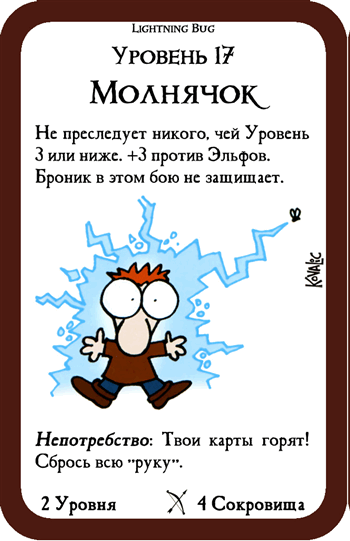 Lightning Bug
Уровень 17
Молнячок
Не преследует никого, чей Уровень
3 или ниже. +3 против Эльфов.
Броник в этом бою не защищает.
Kovalic
Непотребство: Твои карты горят!
Сбрось всю "руку".
2 Уровня 4 Сокровища